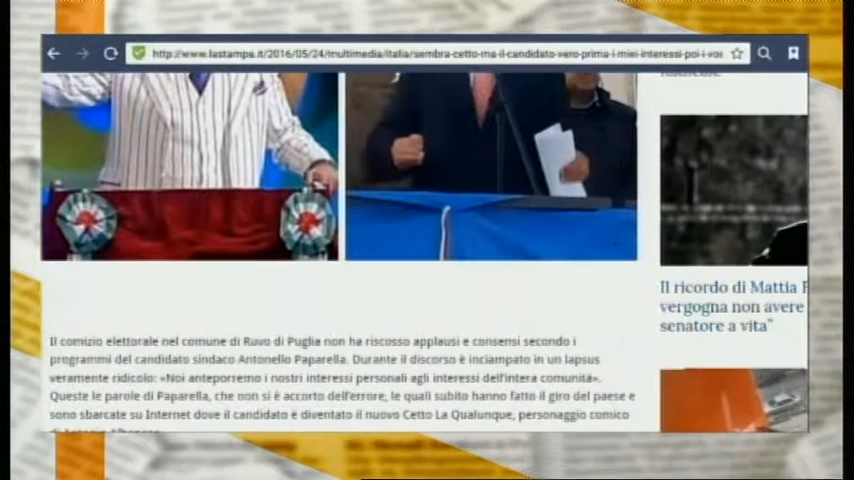 http://www.lastampa.it/2016/05/24/multimedia/italia/sembra-cetto-ma-il-candidato-vero-prima-i-miei-interessi-poi-i-vos
Il ricordo di Mattia F
vergogna non avere
senatore a vita"
Il comizio elettorale nel comune di Ruvo di Puglia non ha riscosso applausi e consensi secondo i
programmi del candidato sindaco Antonello Paparella. Durante il discorso è inciampato in un lapsus
veramente ridicolo: «Noi anteporremo i nostri interessi personali agli interessi dell'intera comunità».
Queste le parole di Paparella, che non si è accorto dell'errore, le quali subito hanno fatto il giro del paese e
sono sbarcate su Internet dove il candidato è diventato il nuovo Cetto La Qualunque, personaggio comico